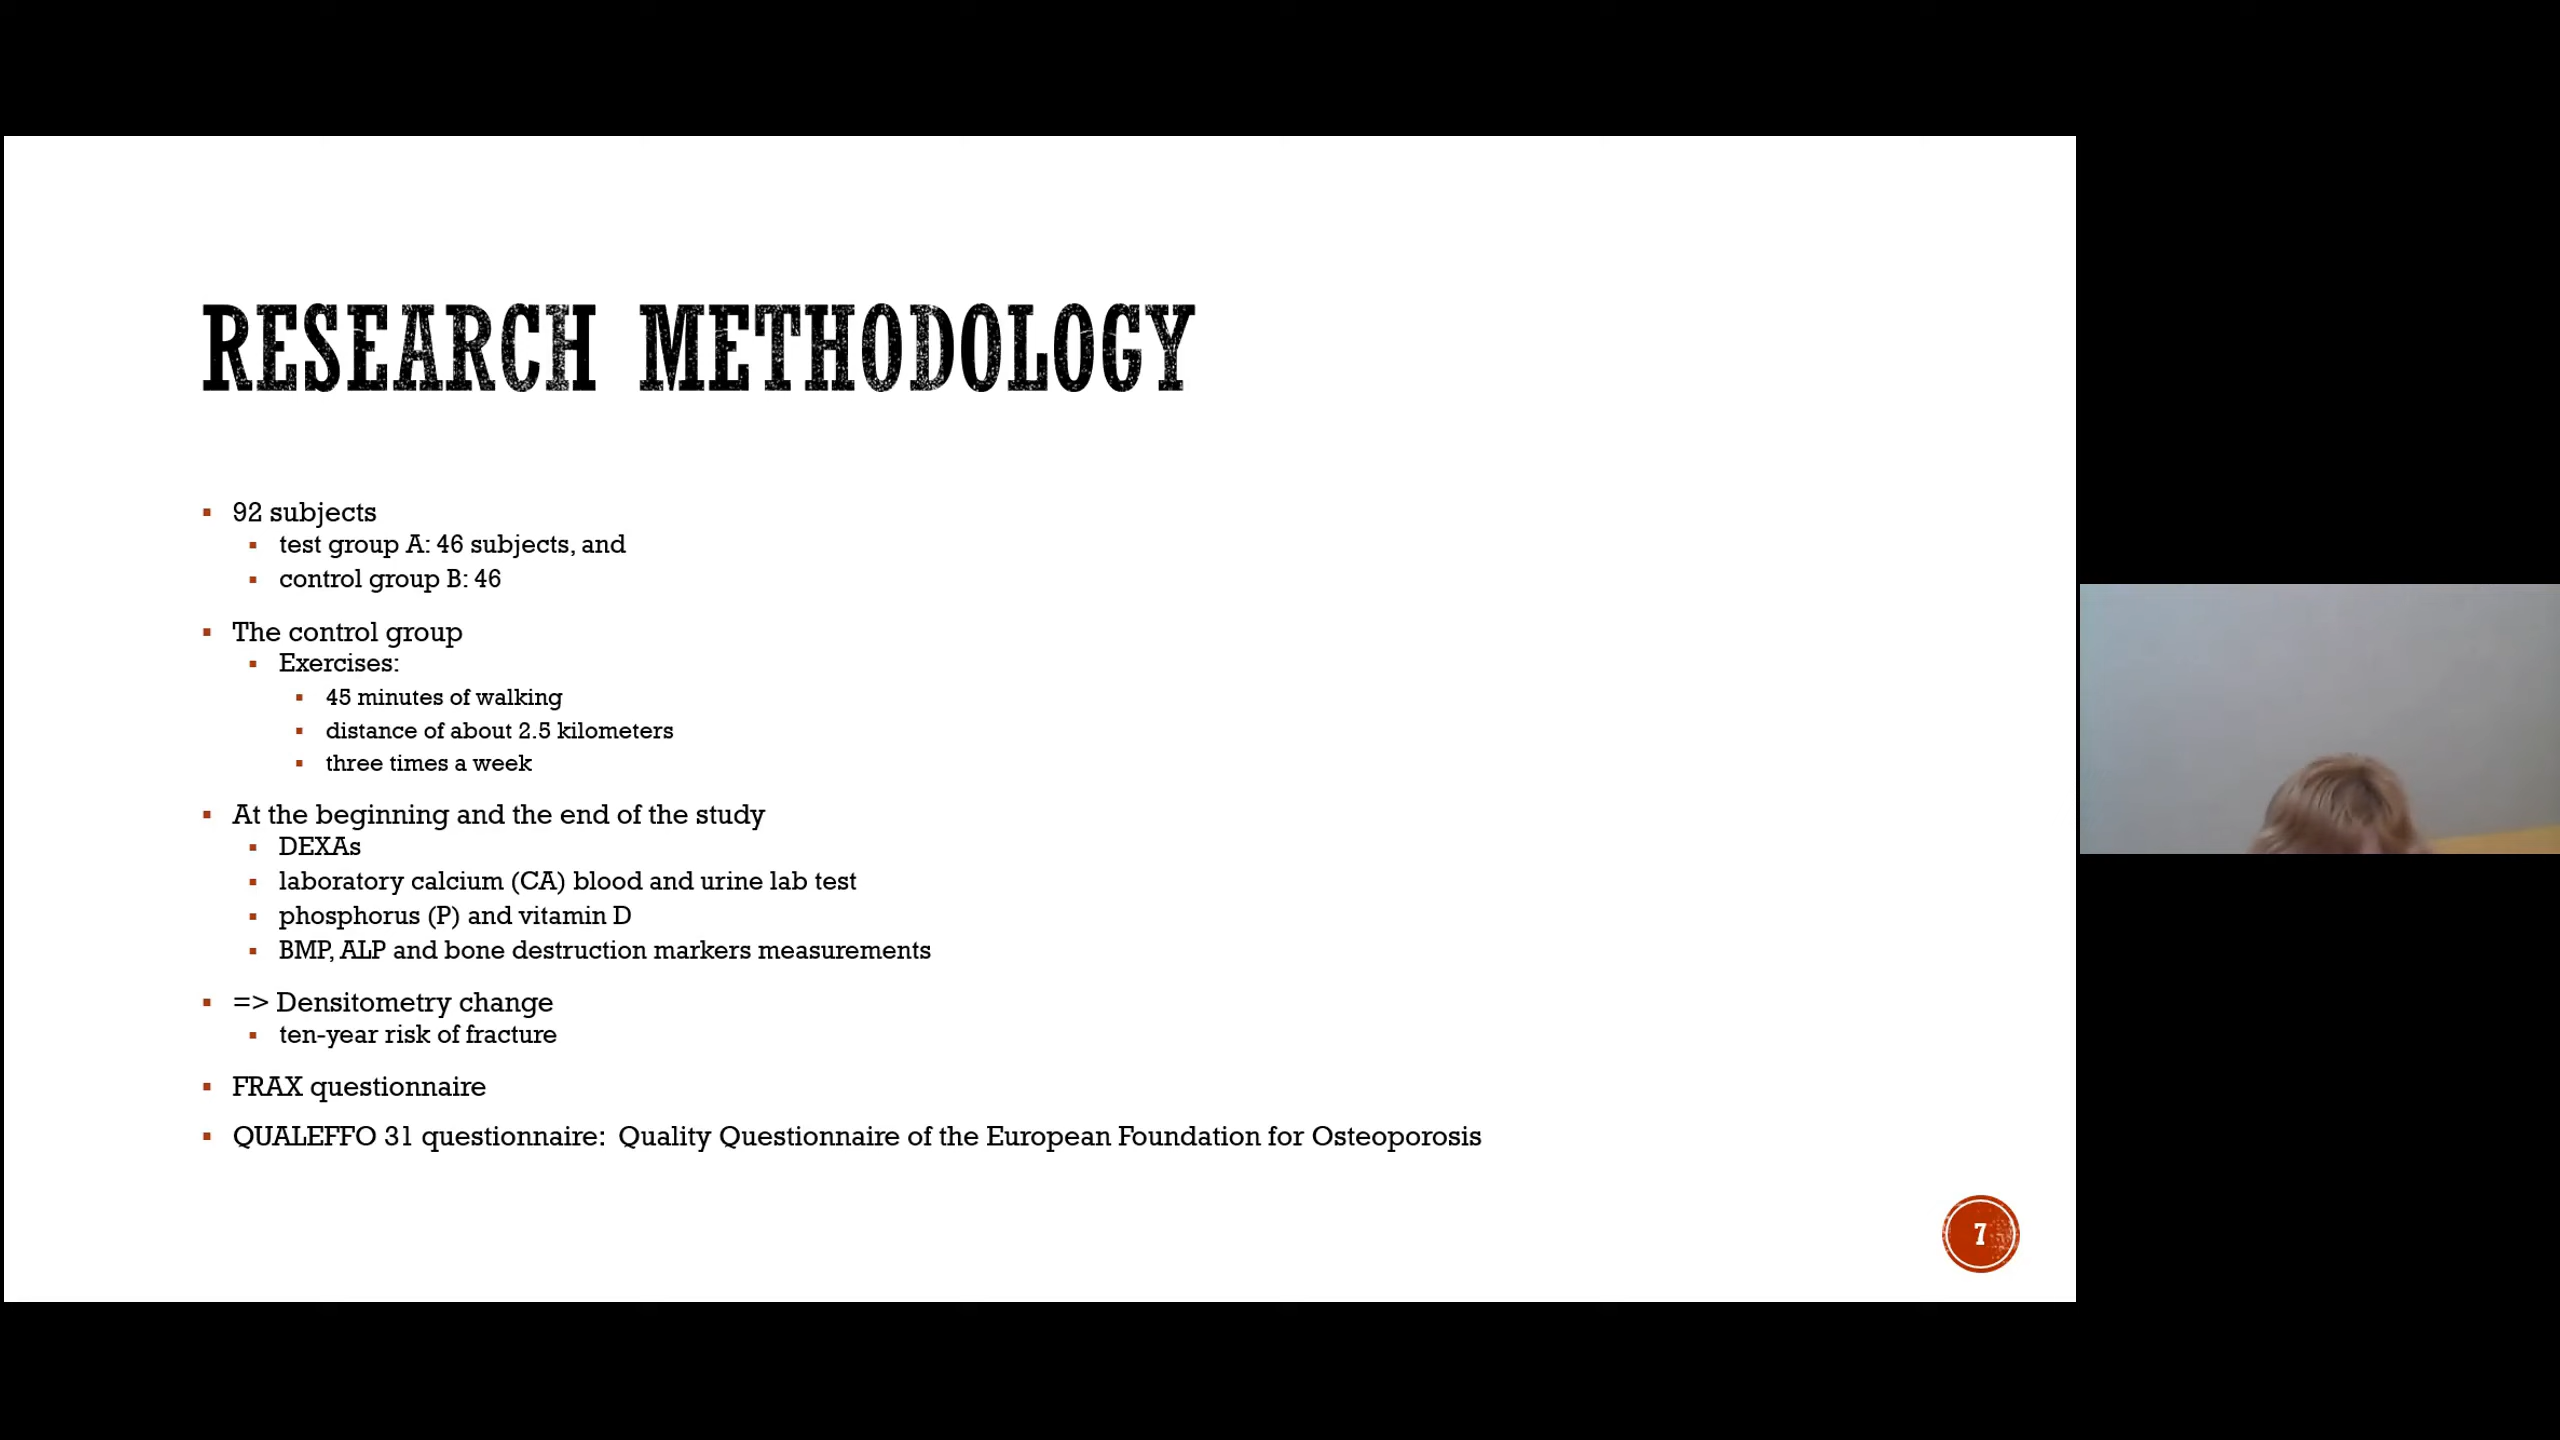 RESEARCH METHODOLOGY
92 subjects
test group A: 46 subjects, and
control group B: 46
The control group
Exercises:
45 minutes of walking
distance of about 2.5 kilometers
three times a week
At the beginning and the end of the study
DEXAs
laboratory calcium (CA) blood and urine lab test
phosphorus (P) and vitamin D
BMP, ALP and bone destruction markers measurements
=> Densitometry change
ten-year risk of fracture
FRAX questionnaire
QUALEFFO 31 questionnaire: Quality Questionnaire of the European Foundation for Osteoporosis
7